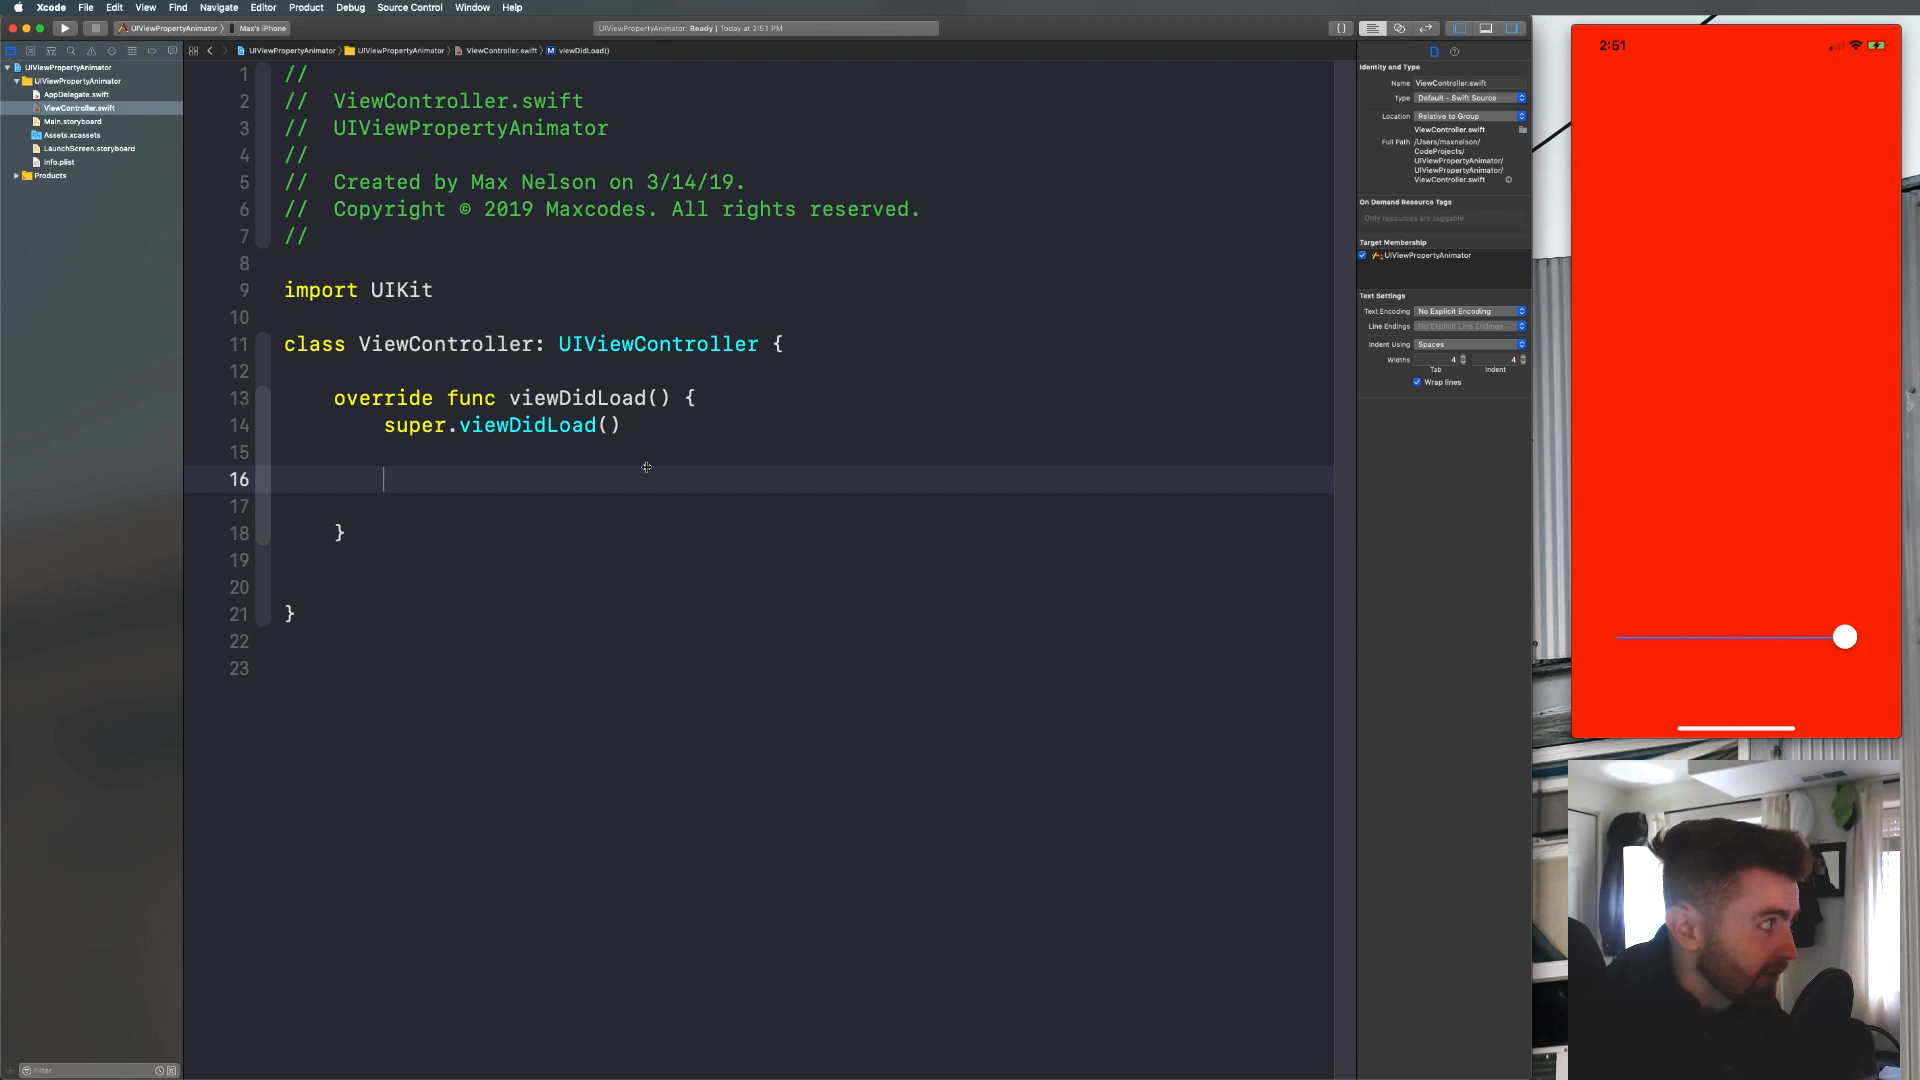 Xcode File Edit View Find Navigate Editor Product Debug Source Control Window Help
UIViewPropertyAnimator Max's iPhone
UIViewPropertyAnimator: Ready | Today at 2:51 PM
{}
UIViewPropertyAnimator
UIViewPropertyAnimator
AppDelegate.swift
ViewController.swift
Main.storyboard
Assets.xcassets
LaunchScreen.storyboard
Info.plist
Products
Filter
UIViewPropertyAnimator UIViewPropertyAnimator ViewController.swift M viewDidLoad()
1 //
2 // ViewController.swift
3 // UIViewPropertyAnimator
4 //
5 // Created by Max Nelson on 3/14/19.
6 // Copyright © 2019 Maxcodes. All rights reserved.
7 //
8
9 import UIKit
10
11 class ViewController: UIViewController {
12
13 override func viewDidLoad() {
14 super.viewDidLoad()
15
16
17
18 }
19
20
21 }
22
23
Identity and Type
Name ViewController.swift
Type Default - Swift Source
Location Relative to Group
ViewController.swift
Full Path /Users/maxnelson/
CodeProjects/
UIViewPropertyAnimator/
UIViewPropertyAnimator/
ViewController.swift
On Demand Resource Tags
Only resources are taggable
Target Membership
UIViewPropertyAnimator
Text Settings
Text Encoding No Explicit Encoding
Line Endings No Explicit Line Endings
Indent Using Spaces
Widths 4 4
Tab Indent
Wrap lines
2:51